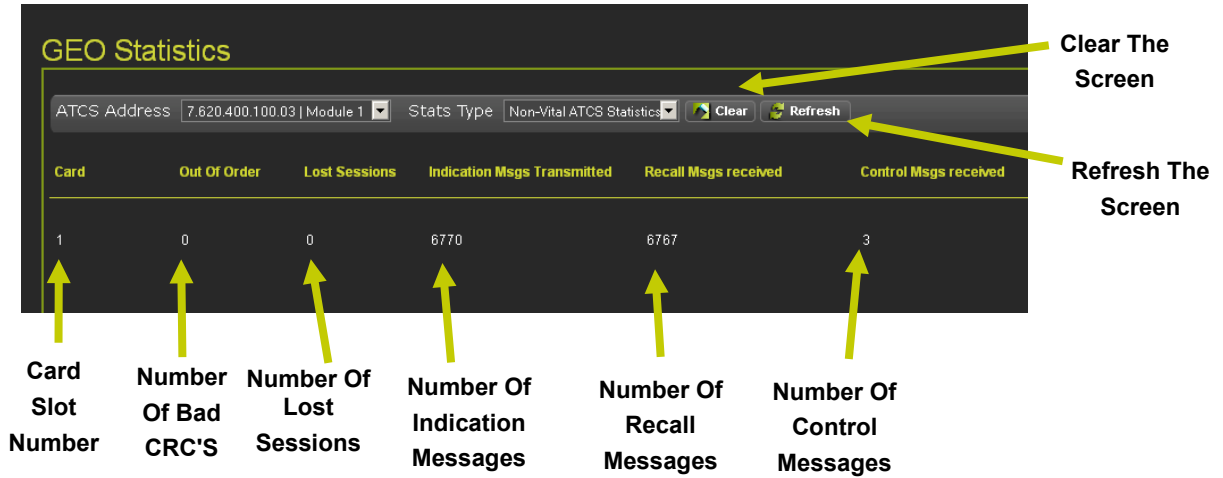 GEO Statistics
Clear The
Screen
ATCS Address 7.620.400.100.03 | Module 1 Stats Type Non-Vital ATCS Statistics Clear Refresh
Card Out Of Order Lost Sessions Indication Msgs Transmitted Recall Msgs received Control Msgs received
Refresh The
Screen
1 0 0 6770 6767 3
Card
Slot
Number
Number
Of Bad
CRC'S
Number Of
Lost
Sessions
Number Of
Indication
Messages
Number Of
Recall
Messages
Number Of
Control
Messages